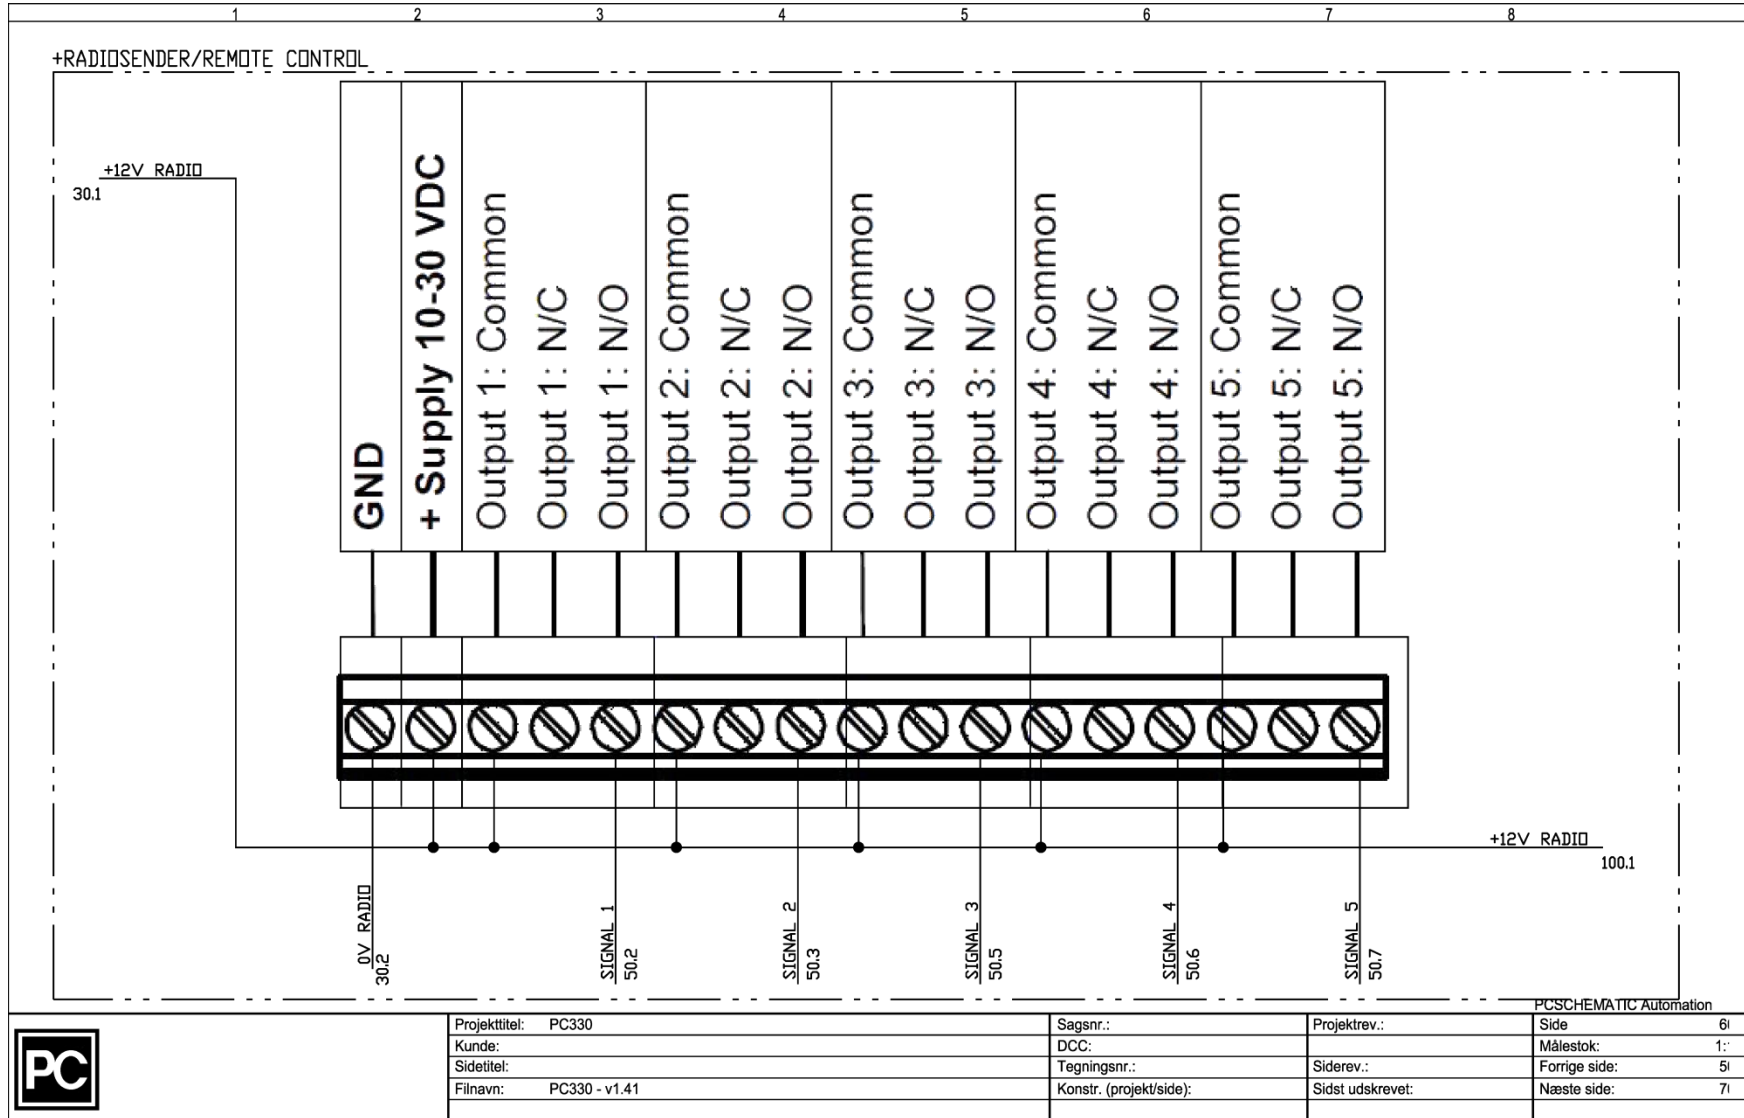 1 2 3 4 5 6 7 8
+RADIOSENDER/REMOTE CONTROL
+12V RADIO
30.1
GND
+ Supply 10-30 VDC
Output 1: Common
Output 1: N/C
Output 1: N/O
Output 2: Common
Output 2: N/C
Output 2: N/O
Output 3: Common
Output 3: N/C
Output 3: N/O
Output 4: Common
Output 4: N/C
Output 4: N/O
Output 5: Common
Output 5: N/C
Output 5: N/O
+12V RADIO
100.1
0V RADIO
30.2
SIGNAL 1
50.2
SIGNAL 2
50.3
SIGNAL 3
50.5
SIGNAL 4
50.6
SIGNAL 5
50.7
PCSCHEMATIC Automation
PC
Projekttitel: PC330
Kunde:
Sidetitel:
Filnavn: PC330 - v1.41
Sagsnr.:
DCC:
Tegningsnr.:
Konstr. (projekt/side):
Projektrev.:
Siderev.:
Sidst udskrevet:
Side
Målestok:
Forrige side:
Næste side: